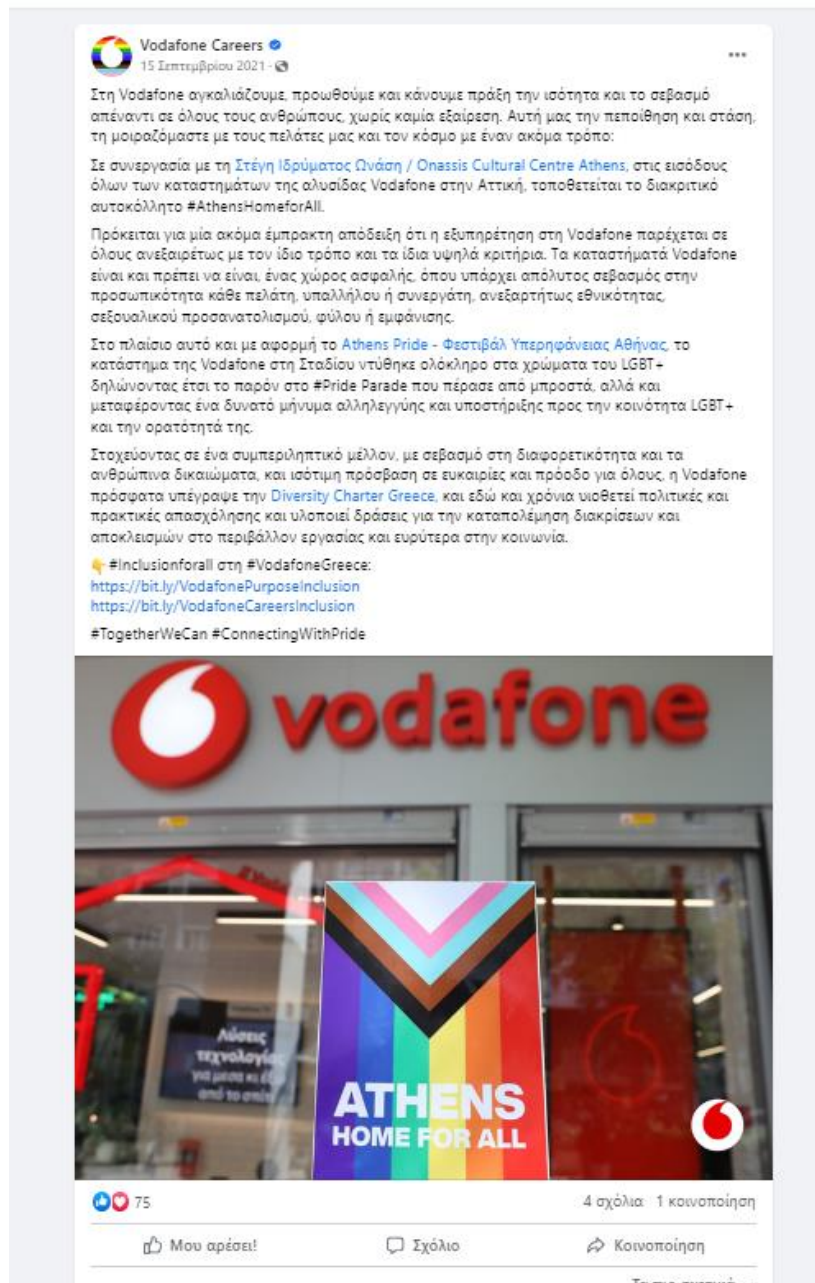 Vodafone Careers
15 Σεπτεμβρίου 2021 ·
Στη Vodafone αγκαλιάζουμε, προωθούμε και κάνουμε πράξη την ισότητα και το σεβασμό
απέναντι σε όλους τους ανθρώπους, χωρίς καμία εξαίρεση. Αυτή μας την πεποίθηση και στάση,
τη μοιραζόμαστε με τους πελάτες μας και τον κόσμο με έναν ακόμα τρόπο:
Σε συνεργασία με τη Στέγη Ιδρύματος Ωνάση / Onassis Cultural Centre Athens, στις εισόδους
όλων των καταστημάτων της αλυσίδας Vodafone στην Αττική, τοποθετείται το διακριτικό
αυτοκόλλητο #AthensHomeforAll.
Πρόκειται για μία ακόμα έμπρακτη απόδειξη ότι η εξυπηρέτηση στη Vodafone παρέχεται σε
όλους ανεξαιρέτως με τον ίδιο τρόπο και τα ίδια υψηλά κριτήρια. Τα καταστήματά Vodafone
είναι και πρέπει να είναι, ένας χώρος ασφαλής, όπου υπάρχει απόλυτος σεβασμός στην
προσωπικότητα κάθε πελάτη, υπαλλήλου ή συνεργάτη, ανεξαρτήτως εθνικότητας,
σεξουαλικού προσανατολισμού, φύλου ή εμφάνισης.
Στο πλαίσιο αυτό και με αφορμή το Athens Pride - Φεστιβάλ Υπερηφάνειας Αθήνας, το
κατάστημα της Vodafone στη Σταδίου ντύθηκε ολόκληρο στα χρώματα του LGBT+
δηλώνοντας έτσι το παρόν στο #Pride Parade που πέρασε από μπροστά, αλλά και
μεταφέροντας ένα δυνατό μήνυμα αλληλεγγύης και υποστήριξης προς την κοινότητα LGBT+
και την ορατότητά της.
Στοχεύοντας σε ένα συμπεριληπτικό μέλλον, με σεβασμό στη διαφορετικότητα και τα
ανθρώπινα δικαιώματα, και ισότιμη πρόσβαση σε ευκαιρίες και πρόοδο για όλους, η Vodafone
πρόσφατα υπέγραψε την Diversity Charter Greece, και εδώ και χρόνια υιοθετεί πολιτικές και
πρακτικές απασχόλησης και υλοποιεί δράσεις για την καταπολέμηση διακρίσεων και
αποκλεισμών στο περιβάλλον εργασίας και ευρύτερα στην κοινωνία.
👇 #Inclusionforall στη #VodafoneGreece:
https://bit.ly/VodafonePurposeInclusion
https://bit.ly/VodafoneCareersInclusion
#TogetherWeCan #ConnectingWithPride
vodafone
Λύσεις
τεχνολογίας
για μέσα κι έξω
από το σπίτι
ATHENS
HOME FOR ALL
75
4 σχόλια 1 κοινοποίηση
Μου αρέσει!
Σχόλιο
Κοινοποίηση